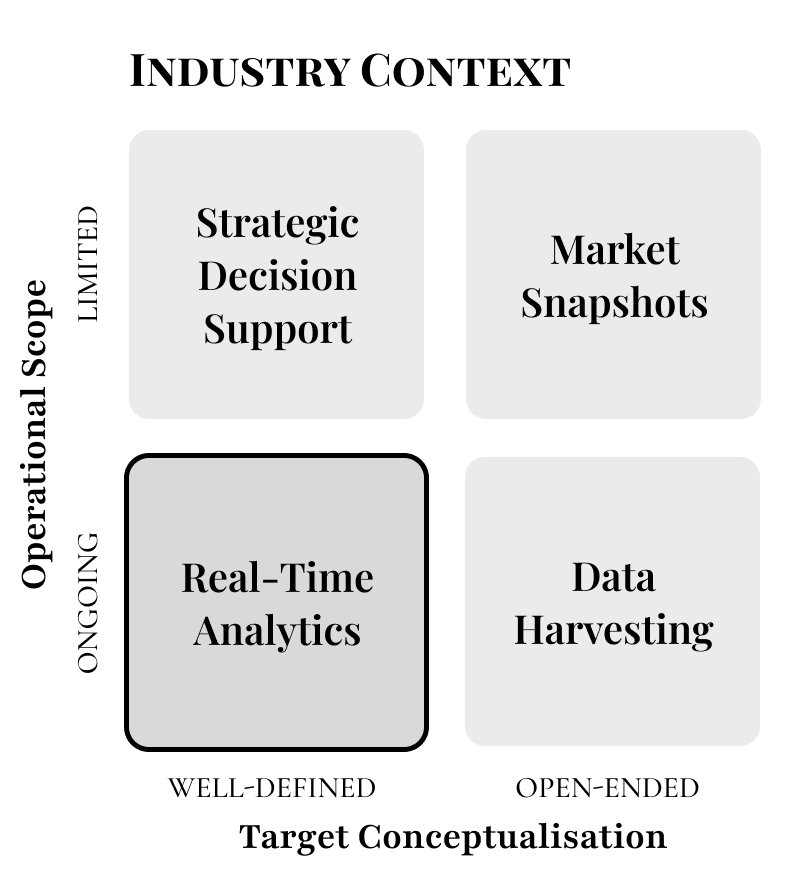 Industry Context
Strategic
Decision
Support
Market
Snapshots
LIMITED
Operational Scope
Real-Time
Analytics
Data
Harvesting
ONGOING
WELL-DEFINED
OPEN-ENDED
Target Conceptualisation